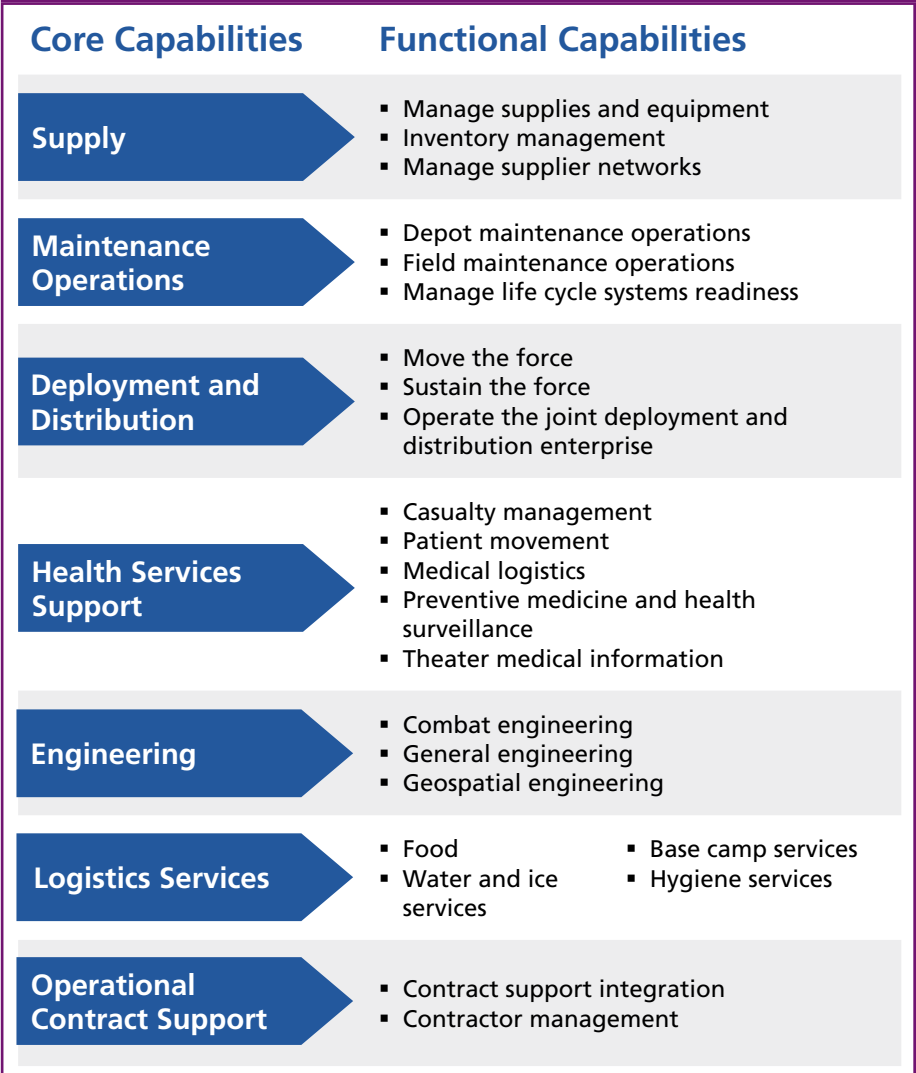 Core Capabilities
Functional Capabilities
Supply
▪ Manage supplies and equipment
▪ Inventory management
▪ Manage supplier networks
Maintenance
Operations
▪ Depot maintenance operations
▪ Field maintenance operations
▪ Manage life cycle systems readiness
Deployment and
Distribution
▪ Move the force
▪ Sustain the force
▪ Operate the joint deployment and
distribution enterprise
Health Services
Support
▪ Casualty management
▪ Patient movement
▪ Medical logistics
▪ Preventive medicine and health
surveillance
▪ Theater medical information
Engineering
▪ Combat engineering
▪ General engineering
▪ Geospatial engineering
Logistics Services
▪ Food
▪ Water and ice
services
▪ Base camp services
▪ Hygiene services
Operational
Contract Support
▪ Contract support integration
▪ Contractor management